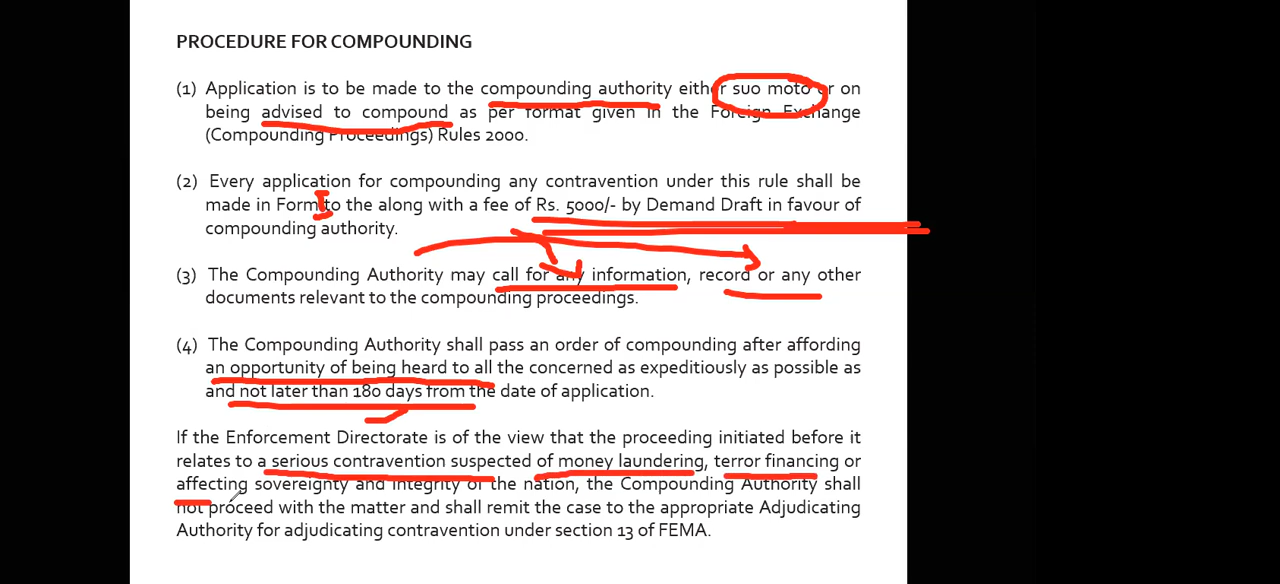 PROCEDURE FOR COMPOUNDING
(1) Application is to be made to the compounding authority either suo moto or on
being advised to compound as per format given in the Foreign Exchange
(Compounding Proceedings) Rules 2000.
(2) Every application for compounding any contravention under this rule shall be
made in Form I to the along with a fee of Rs. 5000/- by Demand Draft in favour of
compounding authority.
(3) The Compounding Authority may call for any information, record or any other
documents relevant to the compounding proceedings.
(4) The Compounding Authority shall pass an order of compounding after affording
an opportunity of being heard to all the concerned as expeditiously as possible as
and not later than 180 days from the date of application.
If the Enforcement Directorate is of the view that the proceeding initiated before it
relates to a serious contravention suspected of money laundering, terror financing or
affecting sovereignty and integrity of the nation, the Compounding Authority shall
not proceed with the matter and shall remit the case to the appropriate Adjudicating
Authority for adjudicating contravention under section 13 of FEMA.